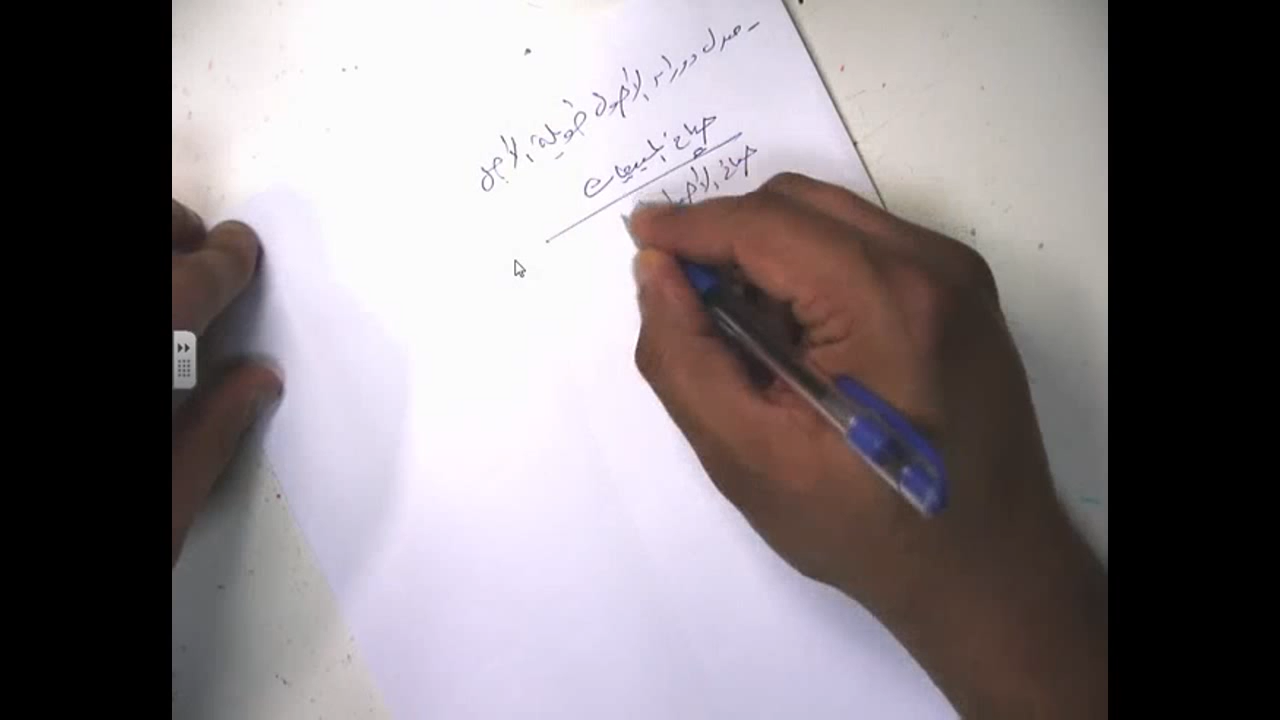 - معدل دوران الأصول طويلة الأجل
صافي المبيعات
صافي الأصول